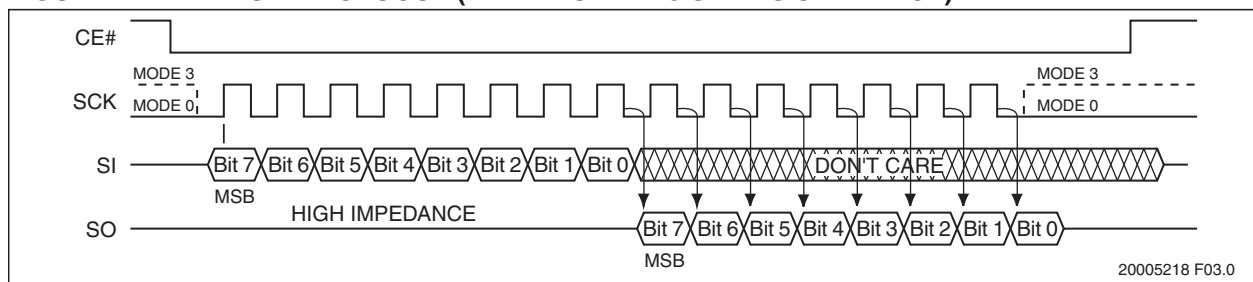 CE#
MODE 3 MODE 3
SCK MODE 0 MODE 0
SI Bit 7 Bit 6 Bit 5 Bit 4 Bit 3 Bit 2 Bit 1 Bit 0 DON'T CARE
MSB
HIGH IMPEDANCE
SO Bit 7 Bit 6 Bit 5 Bit 4 Bit 3 Bit 2 Bit 1 Bit 0
MSB
20005218 F03.0